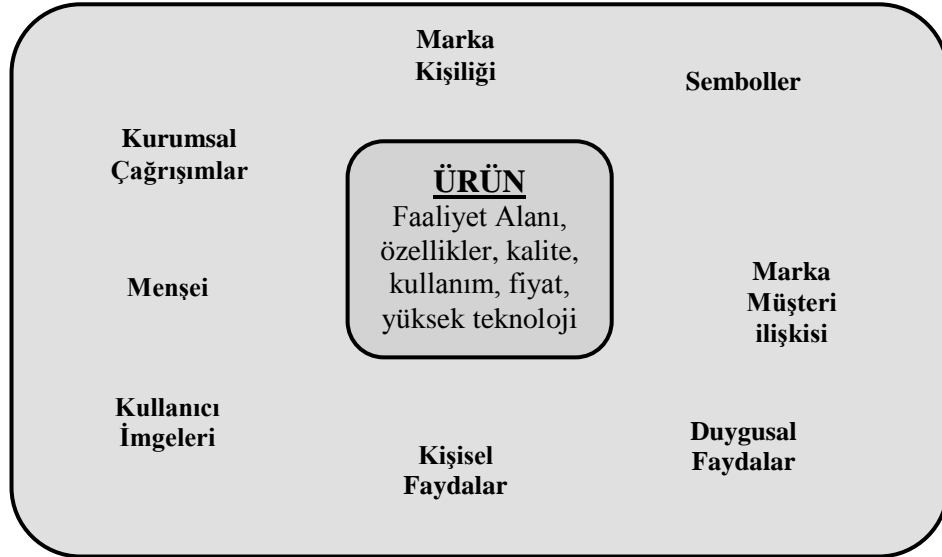 Marka
Kişiliği
Semboller
Kurumsal
Çağrışımlar
ÜRÜN
Faaliyet Alanı,
özellikler, kalite,
kullanım, fiyat,
yüksek teknoloji
Menşei
Marka
Müşteri
ilişkisi
Kullanıcı
İmgeleri
Kişisel
Faydalar
Duygusal
Faydalar